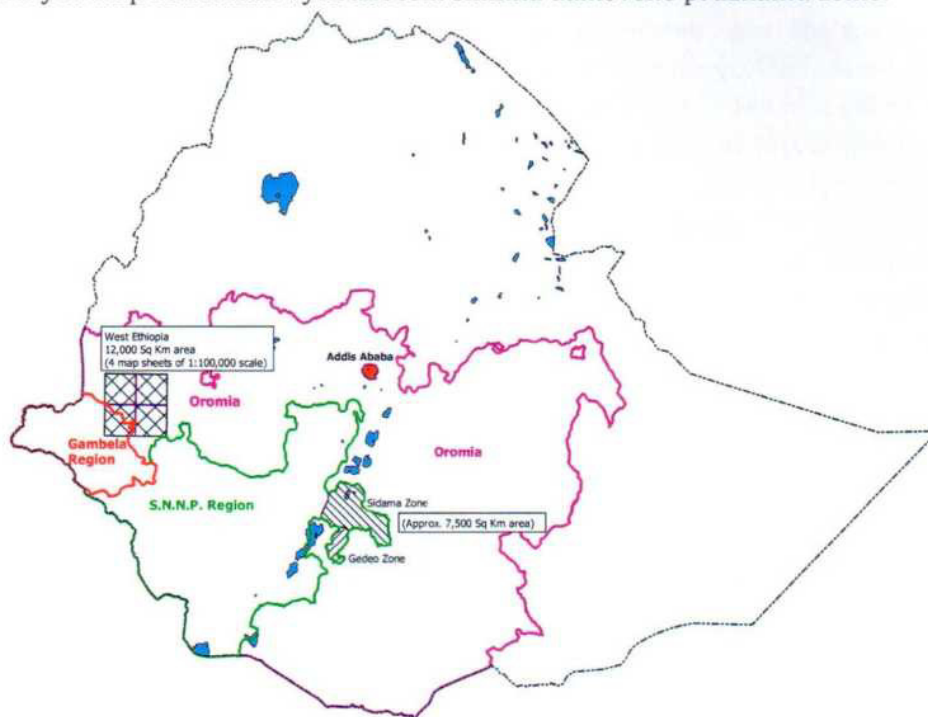 West Ethiopia
12,000 Sq Km area
(4 map sheets of 1:100,000 scale)
Addis Ababa
Oromia
Gambela
Region
Oromia
S.N.N.P. Region
Sidama Zone
(Approx. 7,500 Sq Km area)
Gedeo Zone